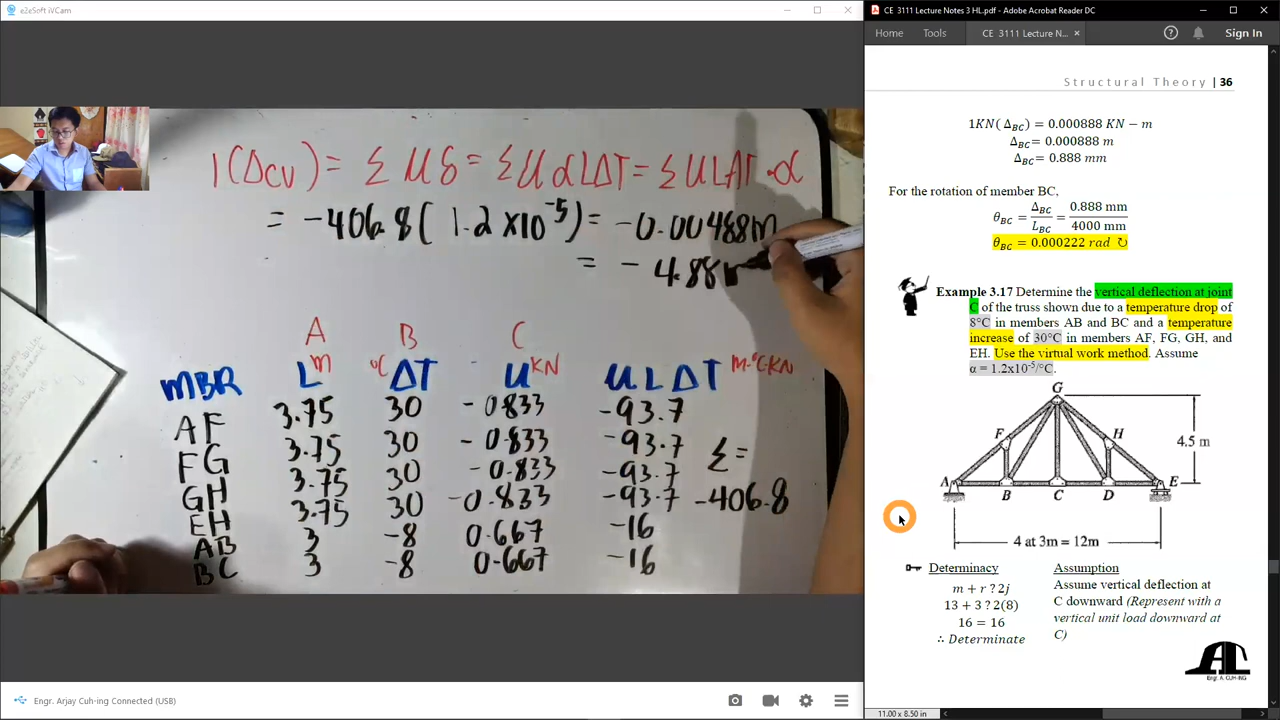 e2eSoft iVCam
1(ΔCV) = Σ u δ = Σ u α L ΔT = Σ u L ΔT · α
= -406.8 ( 1.2 x10⁻⁵) = -0.00488m
= - 4.88
A B C
MBR L m °C ΔT u KN u L ΔT m-°C-KN
AF 3.75 30 - 0.833 -93.7
FG 3.75 30 - 0.833 -93.7 Σ =
GH 3.75 30 -0.833 -93.7
EH 3.75 30 -0.833 -93.7 -406.8
AB 3 -8 0.667 -16
BC 3 -8 0.667 -16
Engr. Arjay Cuh-ing Connected (USB)
CE 3111 Lecture Notes 3 HL.pdf - Adobe Acrobat Reader DC
Home Tools CE 3111 Lecture N... × Sign In
Structural Theory | 36
1KN(Δ_BC) = 0.000888 KN − m
Δ_BC = 0.000888 m
Δ_BC = 0.888 mm
For the rotation of member BC,
θ_BC = Δ_BC / L_BC = 0.888 mm / 4000 mm
θ_BC = 0.000222 rad ↻
Example 3.17 Determine the vertical deflection at joint
C of the truss shown due to a temperature drop of
8°C in members AB and BC and a temperature
increase of 30°C in members AF, FG, GH, and
EH. Use the virtual work method. Assume
α = 1.2x10⁻⁵/°C.
G
F H
4.5 m
A B C D E
4 at 3m = 12m
Determinacy
m + r ? 2j
13 + 3 ? 2(8)
16 = 16
∴ Determinate
Assumption
Assume vertical deflection at
C downward (Represent with a
vertical unit load downward at
C)
Engr. A. CUH-ING
11.00 x 8.50 in